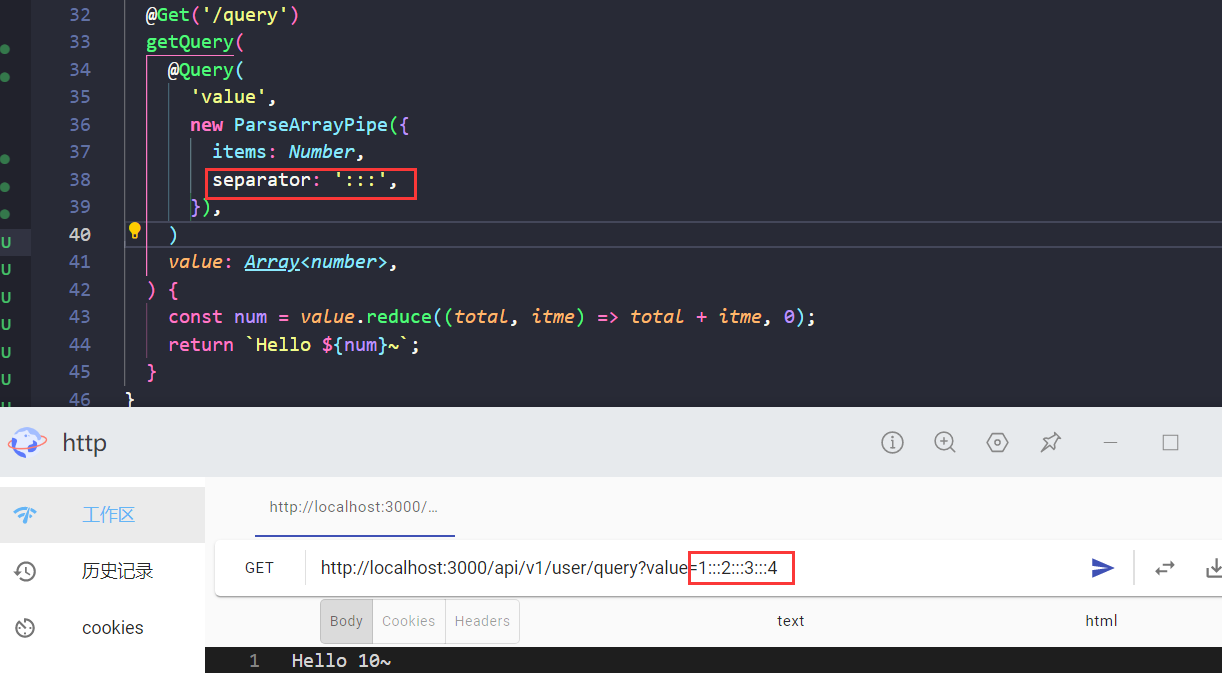 32 @Get('/query')
33 getQuery(
34 @Query(
35 'value',
36 new ParseArrayPipe({
37 items: Number,
38 separator: ':::',
39 }),
40 )
41 value: Array<number>,
42 ) {
43 const num = value.reduce((total, itme) => total + itme, 0);
44 return `Hello ${num}~`;
45 }
46 }
U
U
U
U
U
U
http
工作区
历史记录
cookies
http://localhost:3000/...
GET http://localhost:3000/api/v1/user/query?value=1:::2:::3:::4
Body Cookies Headers text html
1 Hello 10~